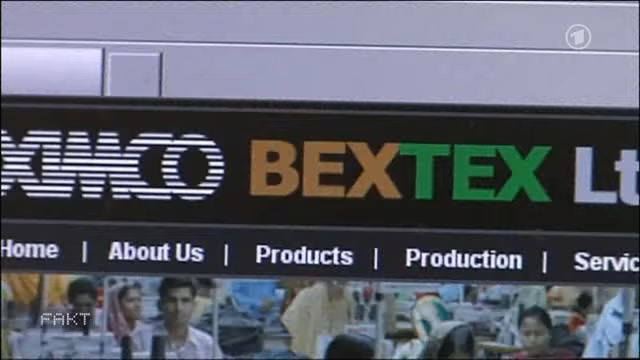 XIMCO BEXTEX Lt
Home | About Us | Products | Production | Servic
FAKT